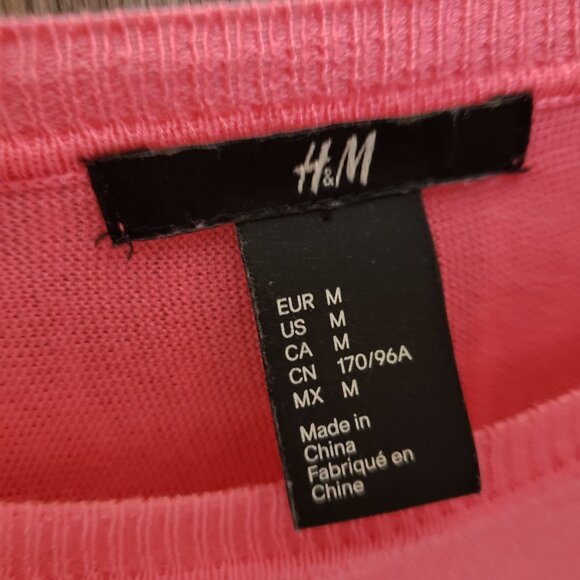 H&M
EUR M
US M
CA M
CN 170/96A
MX M
Made in
China
Fabriqué en
Chine